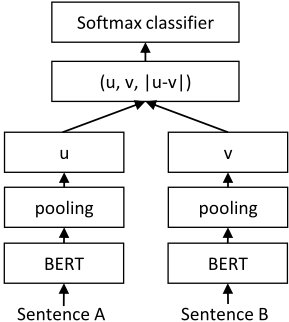 Softmax classifier
(u, v, |u-v|)
u
v
pooling
pooling
BERT
BERT
Sentence A
Sentence B